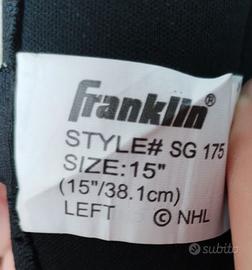 Franklin®
STYLE# SG 175
SIZE:15"
(15"/38.1cm)
LEFT © NHL
subito